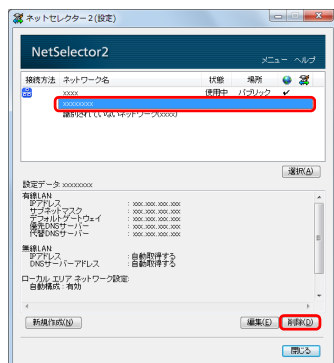 ネットセレクター2(設定)
NetSelector2
メニュー ヘルプ
接続方法 ネットワーク名 状態 場所
xxxx 使用中 パブリック ✔
xxxxxxxx
識別されていないネットワーク(xxxx)
選択(A)
設定データ: xxxxxxxx
有線LAN
IPアドレス : xxx.xxx.xxx.xxx
サブネットマスク : xxx.xxx.xxx.xxx
デフォルトゲートウェイ : xxx.xxx.xxx.xxx
優先DNSサーバー : xxx.xxx.xxx.xxx
代替DNSサーバー : xxx.xxx.xxx.xxx
無線LAN
IPアドレス : 自動取得する
DNSサーバーアドレス : 自動取得する
ローカル エリア ネットワーク設定:
自動構成 : 有効
新規作成(N) 編集(E) 削除(D)
閉じる